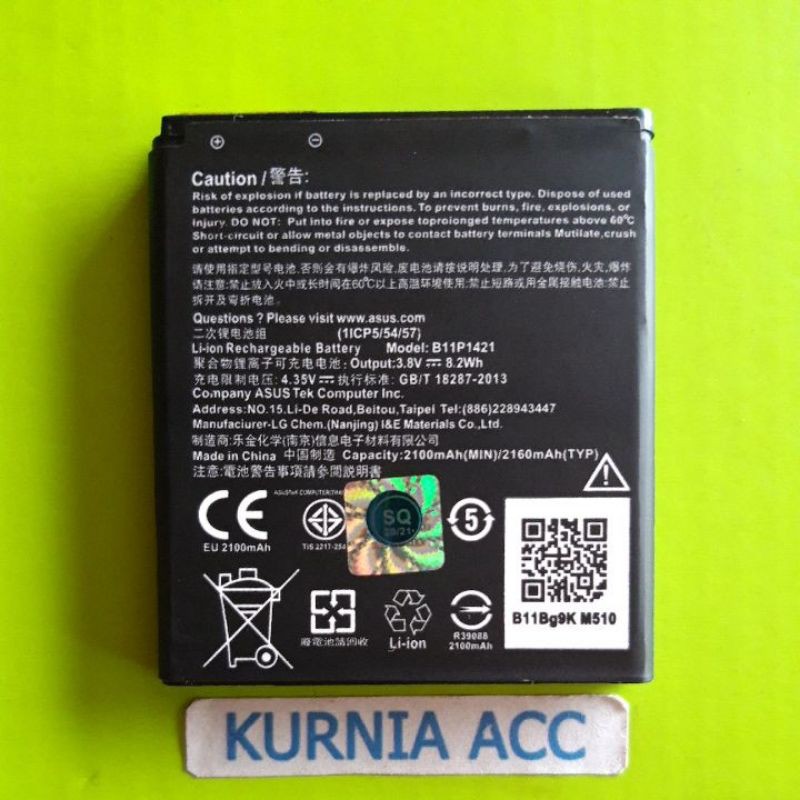 Caution / 警告:
Risk of explosion if battery is replaced by an incorrect type. Dispose of used
batteries according to the instructions. To prevent burns, fire, explosions, or
injury. DO NOT: Put into fire or expose toproionged temperatures above 60℃
Short-circuit or allow metal objects to contact battery terminals Mutilate,crush
or attempt to bending or disassemble.
请使用指定型号电池,否则会有爆炸风险,废电池请按说明处理,为了避免烧伤,火灾,爆炸
请注意:禁止放入火中或长时间在60℃以上高温环境使用:禁止短路或用金属接触电池:禁止
拆开及弯折电池。
Questions ? Please visit www.asus.com
二次锂电池组 (1ICP5/54/57)
Li-ion Rechargeable Battery Model: B11P1421
聚合物锂离子可充电电池: Output:3.8V⎓ 8.2Wh
充电限制电压: 4.35V⎓ 执行标准: GB/T 18287-2013
Company ASUS Tek Computer Inc.
Address:NO.15.Li-De Road,Beitou,Taipei Tel:(886)228943447
Manufacturer-LG Chem.(Nanjing) I&E Materials Co.,Ltd.
制造商:乐金化学(南京)信息电子材料有限公司
Made in China 中国制造 Capacity:2100mAh(MIN)/2160mAh(TYP)
注意:電池警告事項請參閱說明書
CE
EU 2100mAh
TIS 2217-254
SQ
20/21
5
B11Bg9K M510
廢電池請回收
Li-ion
R39088
2100mAh
KURNIA ACC